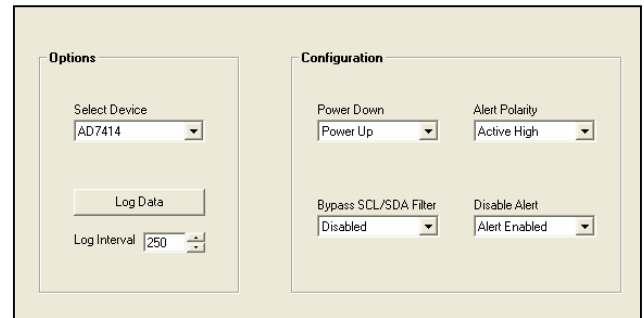 Options
Select Device
AD7414
Log Data
Log Interval 250
Configuration
Power Down
Power Up
Alert Polarity
Active High
Bypass SCL/SDA Filter
Disabled
Disable Alert
Alert Enabled